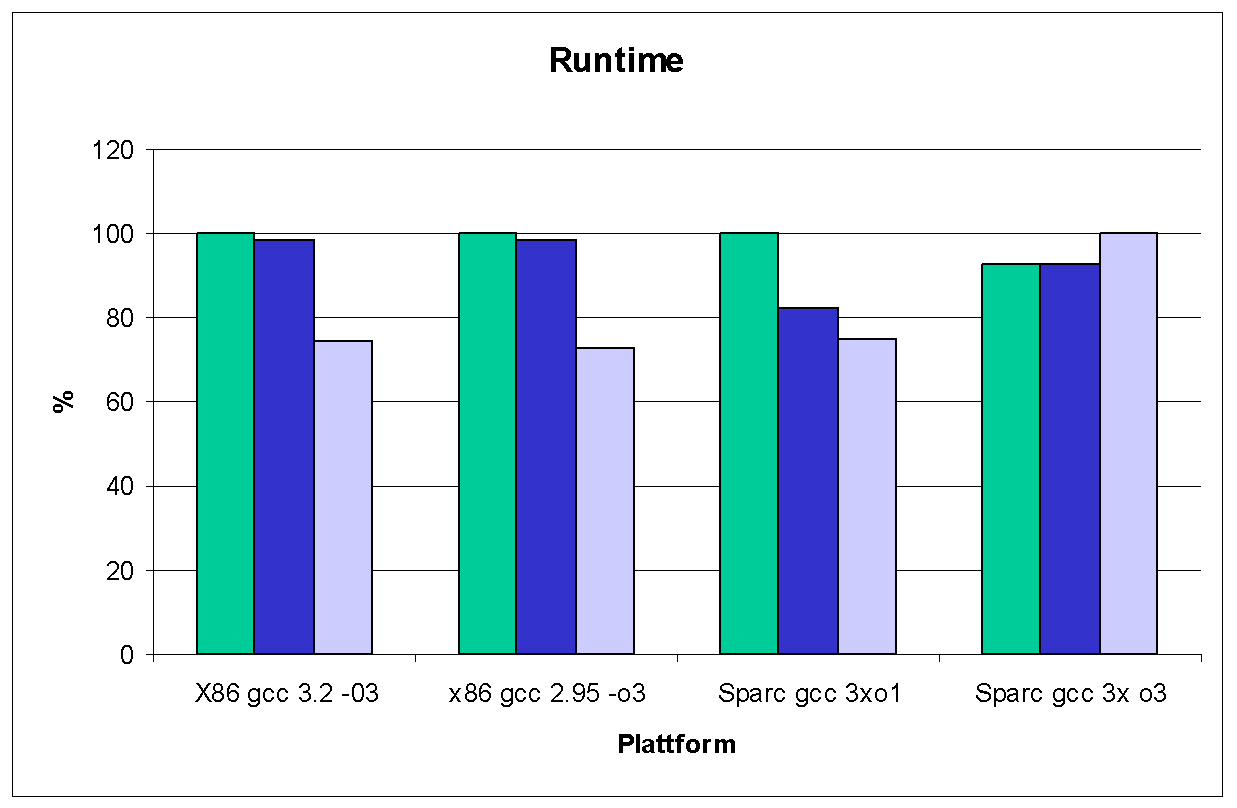 Runtime
120
100
80
60
40
20
0
%
X86 gcc 3.2 -03
x86 gcc 2.95 -o3
Sparc gcc 3xo1
Sparc gcc 3x o3
Plattform